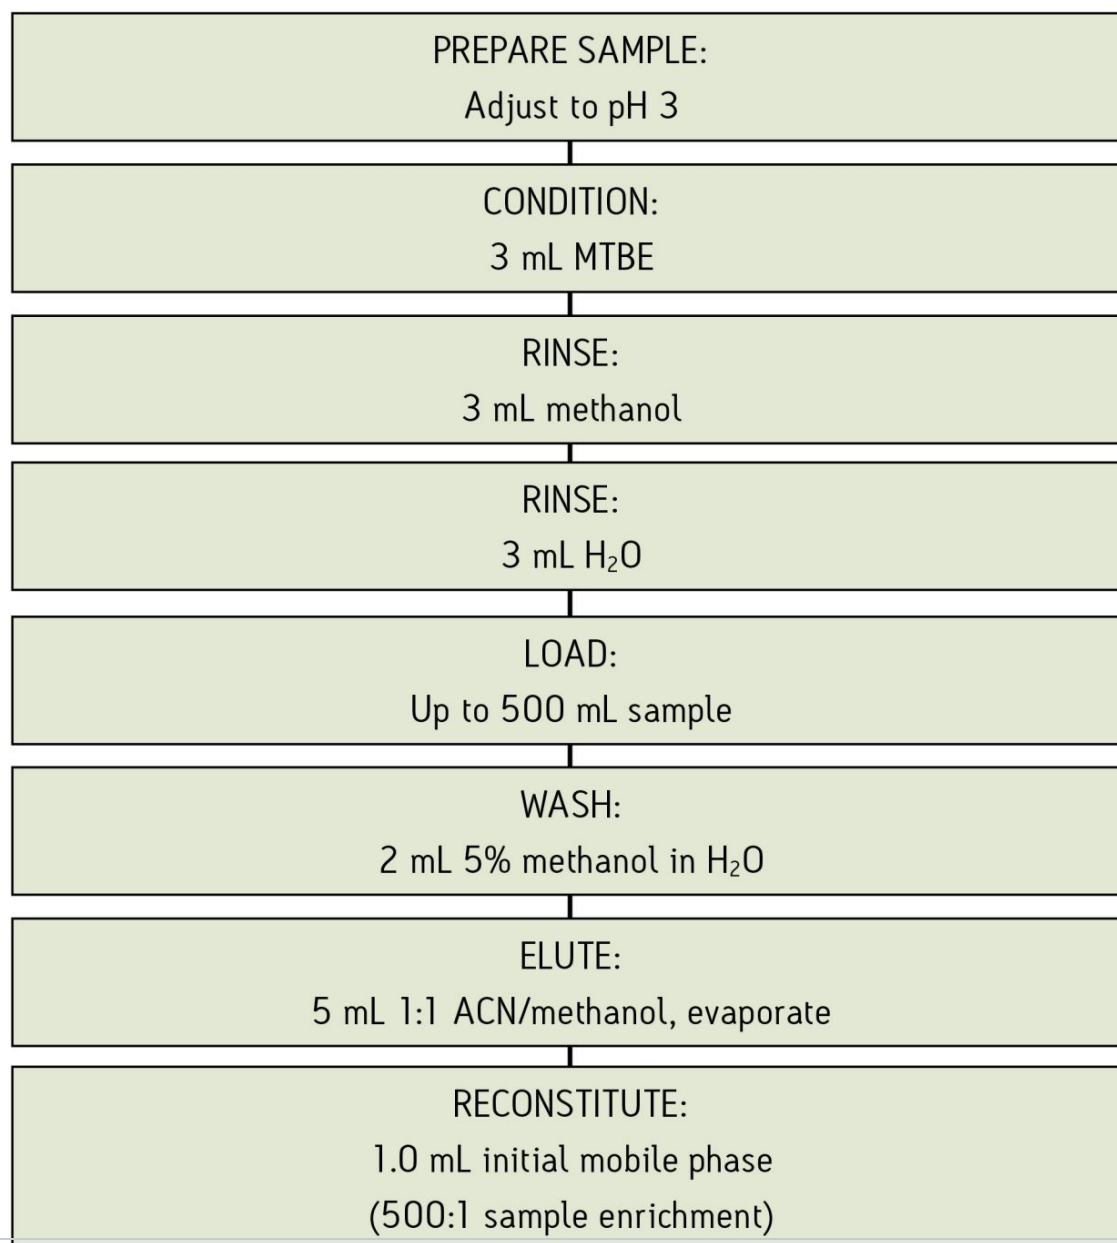 PREPARE SAMPLE:
Adjust to pH 3
CONDITION:
3 mL MTBE
RINSE:
3 mL methanol
RINSE:
3 mL H₂O
LOAD:
Up to 500 mL sample
WASH:
2 mL 5% methanol in H₂O
ELUTE:
5 mL 1:1 ACN/methanol, evaporate
RECONSTITUTE:
1.0 mL initial mobile phase
(500:1 sample enrichment)